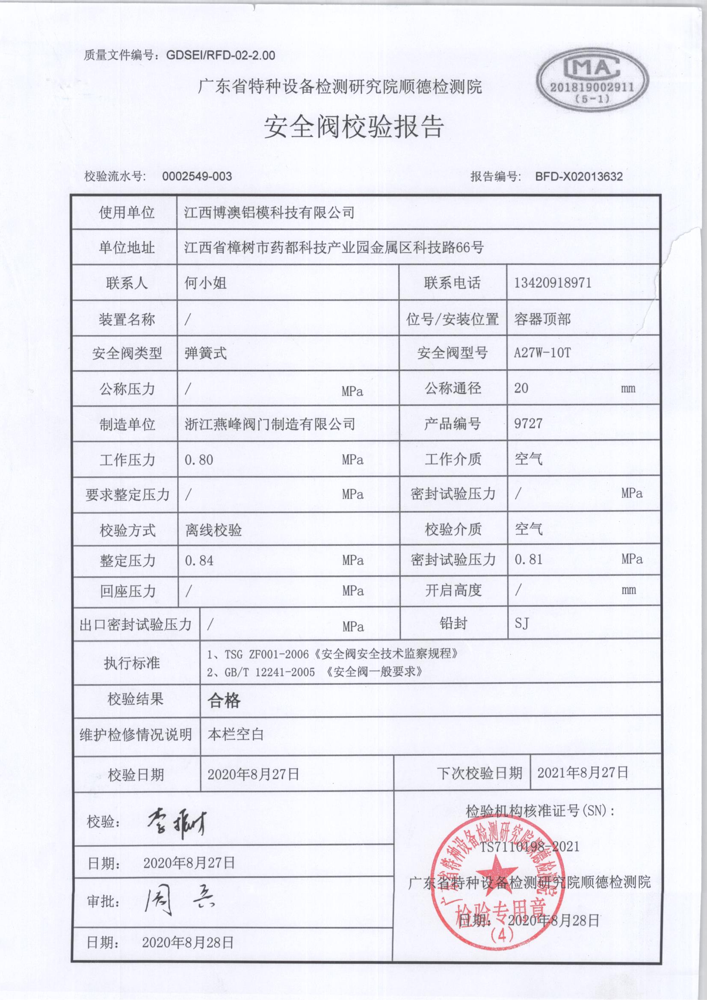 质量文件编号：GDSEI/RFD-02-2.00
MA
201819002911
(5-1)
广东省特种设备检测研究院顺德检测院
安全阀校验报告
校验流水号: 0002549-003 报告编号: BFD-X02013632
使用单位 江西博澳铝模科技有限公司
单位地址 江西省樟树市药都科技产业园金属区科技路66号
联系人 何小姐 联系电话 13420918971
装置名称 / 位号/安装位置 容器顶部
安全阀类型 弹簧式 安全阀型号 A27W-10T
公称压力 / MPa 公称通径 20 mm
制造单位 浙江燕峰阀门制造有限公司 产品编号 9727
工作压力 0.80 MPa 工作介质 空气
要求整定压力 / MPa 密封试验压力 / MPa
校验方式 离线校验 校验介质 空气
整定压力 0.84 MPa 密封试验压力 0.81 MPa
回座压力 / MPa 开启高度 / mm
出口密封试验压力 / MPa 铅封 SJ
执行标准 1、TSG ZF001-2006《安全阀安全技术监察规程》
2、GB/T 12241-2005 《安全阀一般要求》
校验结果 合格
维护检修情况说明 本栏空白
校验日期 2020年8月27日 下次校验日期 2021年8月27日
校验： 李振才
日期： 2020年8月27日
审批： 周兵
日期： 2020年8月28日
检验机构核准证号(SN):
TS7110198-2021
广东省特种设备检测研究院顺德检测院
日期： 2020年8月28日
广东省特种设备检测研究院顺德检测院
检验专用章
(4)